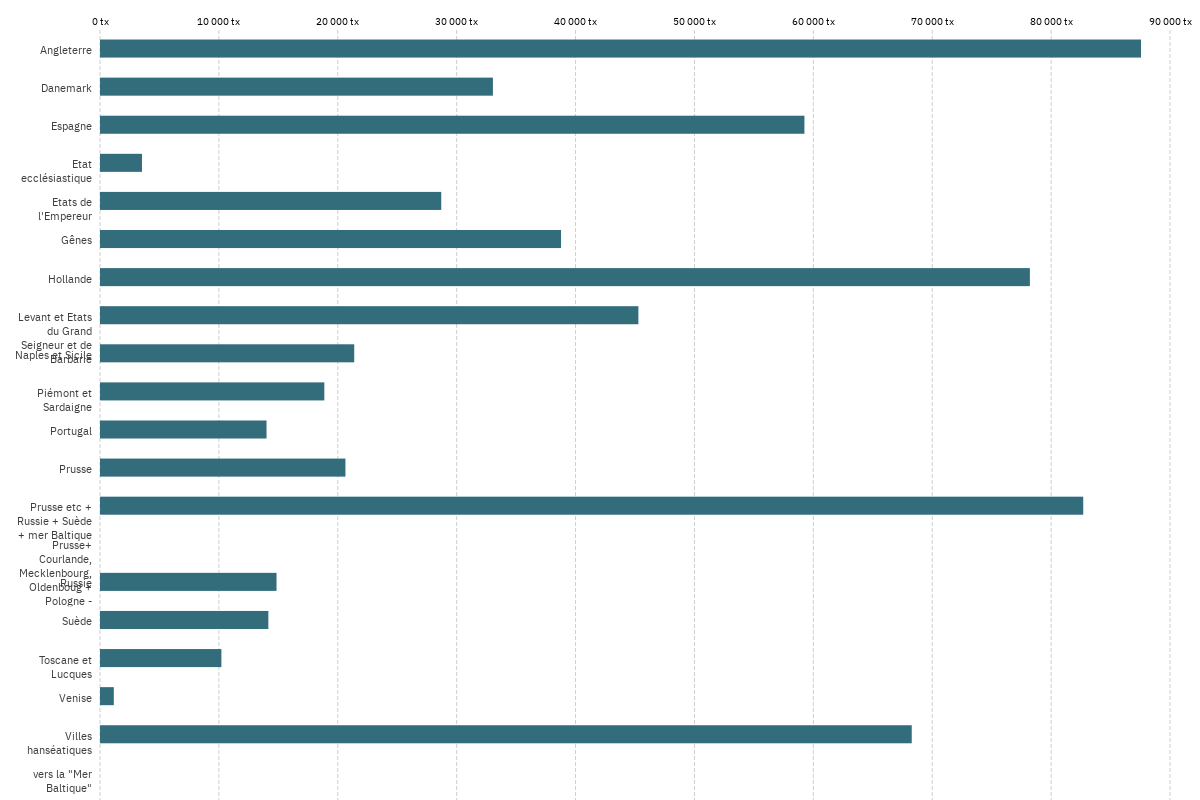 0 tx 10 000 tx 20 000 tx 30 000 tx 40 000 tx 50 000 tx 60 000 tx 70 000 tx 80 000 tx 90 000 tx
Angleterre
Danemark
Espagne
Etat
ecclésiastique
Etats de
l'Empereur
Gênes
Hollande
Levant et Etats
du Grand
Seigneur et de
Barbarie
Naples et Sicile
Piémont et
Sardaigne
Portugal
Prusse
Prusse etc +
Russie + Suède
+ mer Baltique
Prusse+
Courlande,
Mecklenbourg,
Oldenboug +
Pologne -
Russie
Suède
Toscane et
Lucques
Venise
Villes
hanséatiques
vers la "Mer
Baltique"